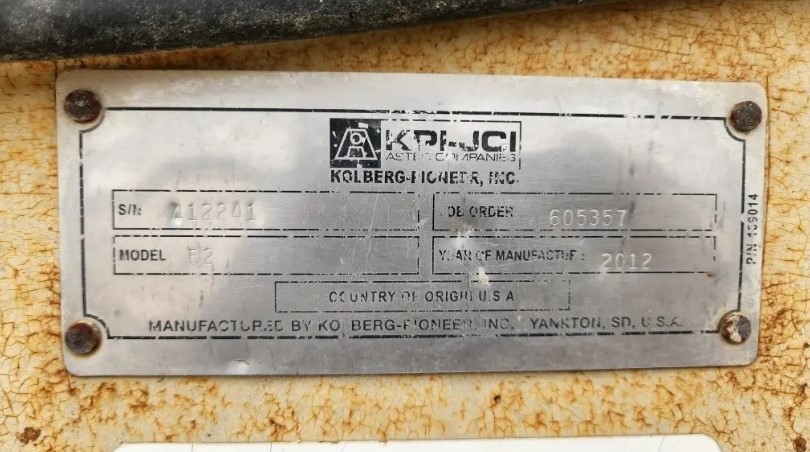 KPI-JCI
ASTEC COMPANIES
KOLBERG-PIONEER, INC.
S/N 412241 JOB ORDER 605357
MODEL YEAR OF MANUFACTURE: 2012
COUNTRY OF ORIGIN U.S.A
MANUFACTURED BY KOLBERG-PIONEER, INC. YANKTON, SD, U.S.A.